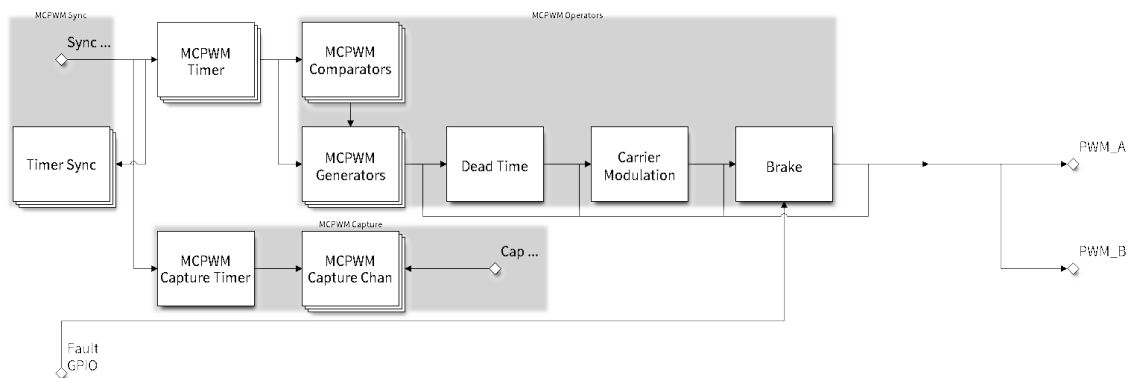 MCPWM Sync
MCPWM Operators
Sync ...
MCPWM
Timer
MCPWM
Comparators
Timer Sync
MCPWM
Generators
Dead Time
Carrier
Modulation
Brake
PWM_A
MCPWM Capture
MCPWM
Capture Timer
MCPWM
Capture Chan
Cap ...
PWM_B
Fault
GPIO